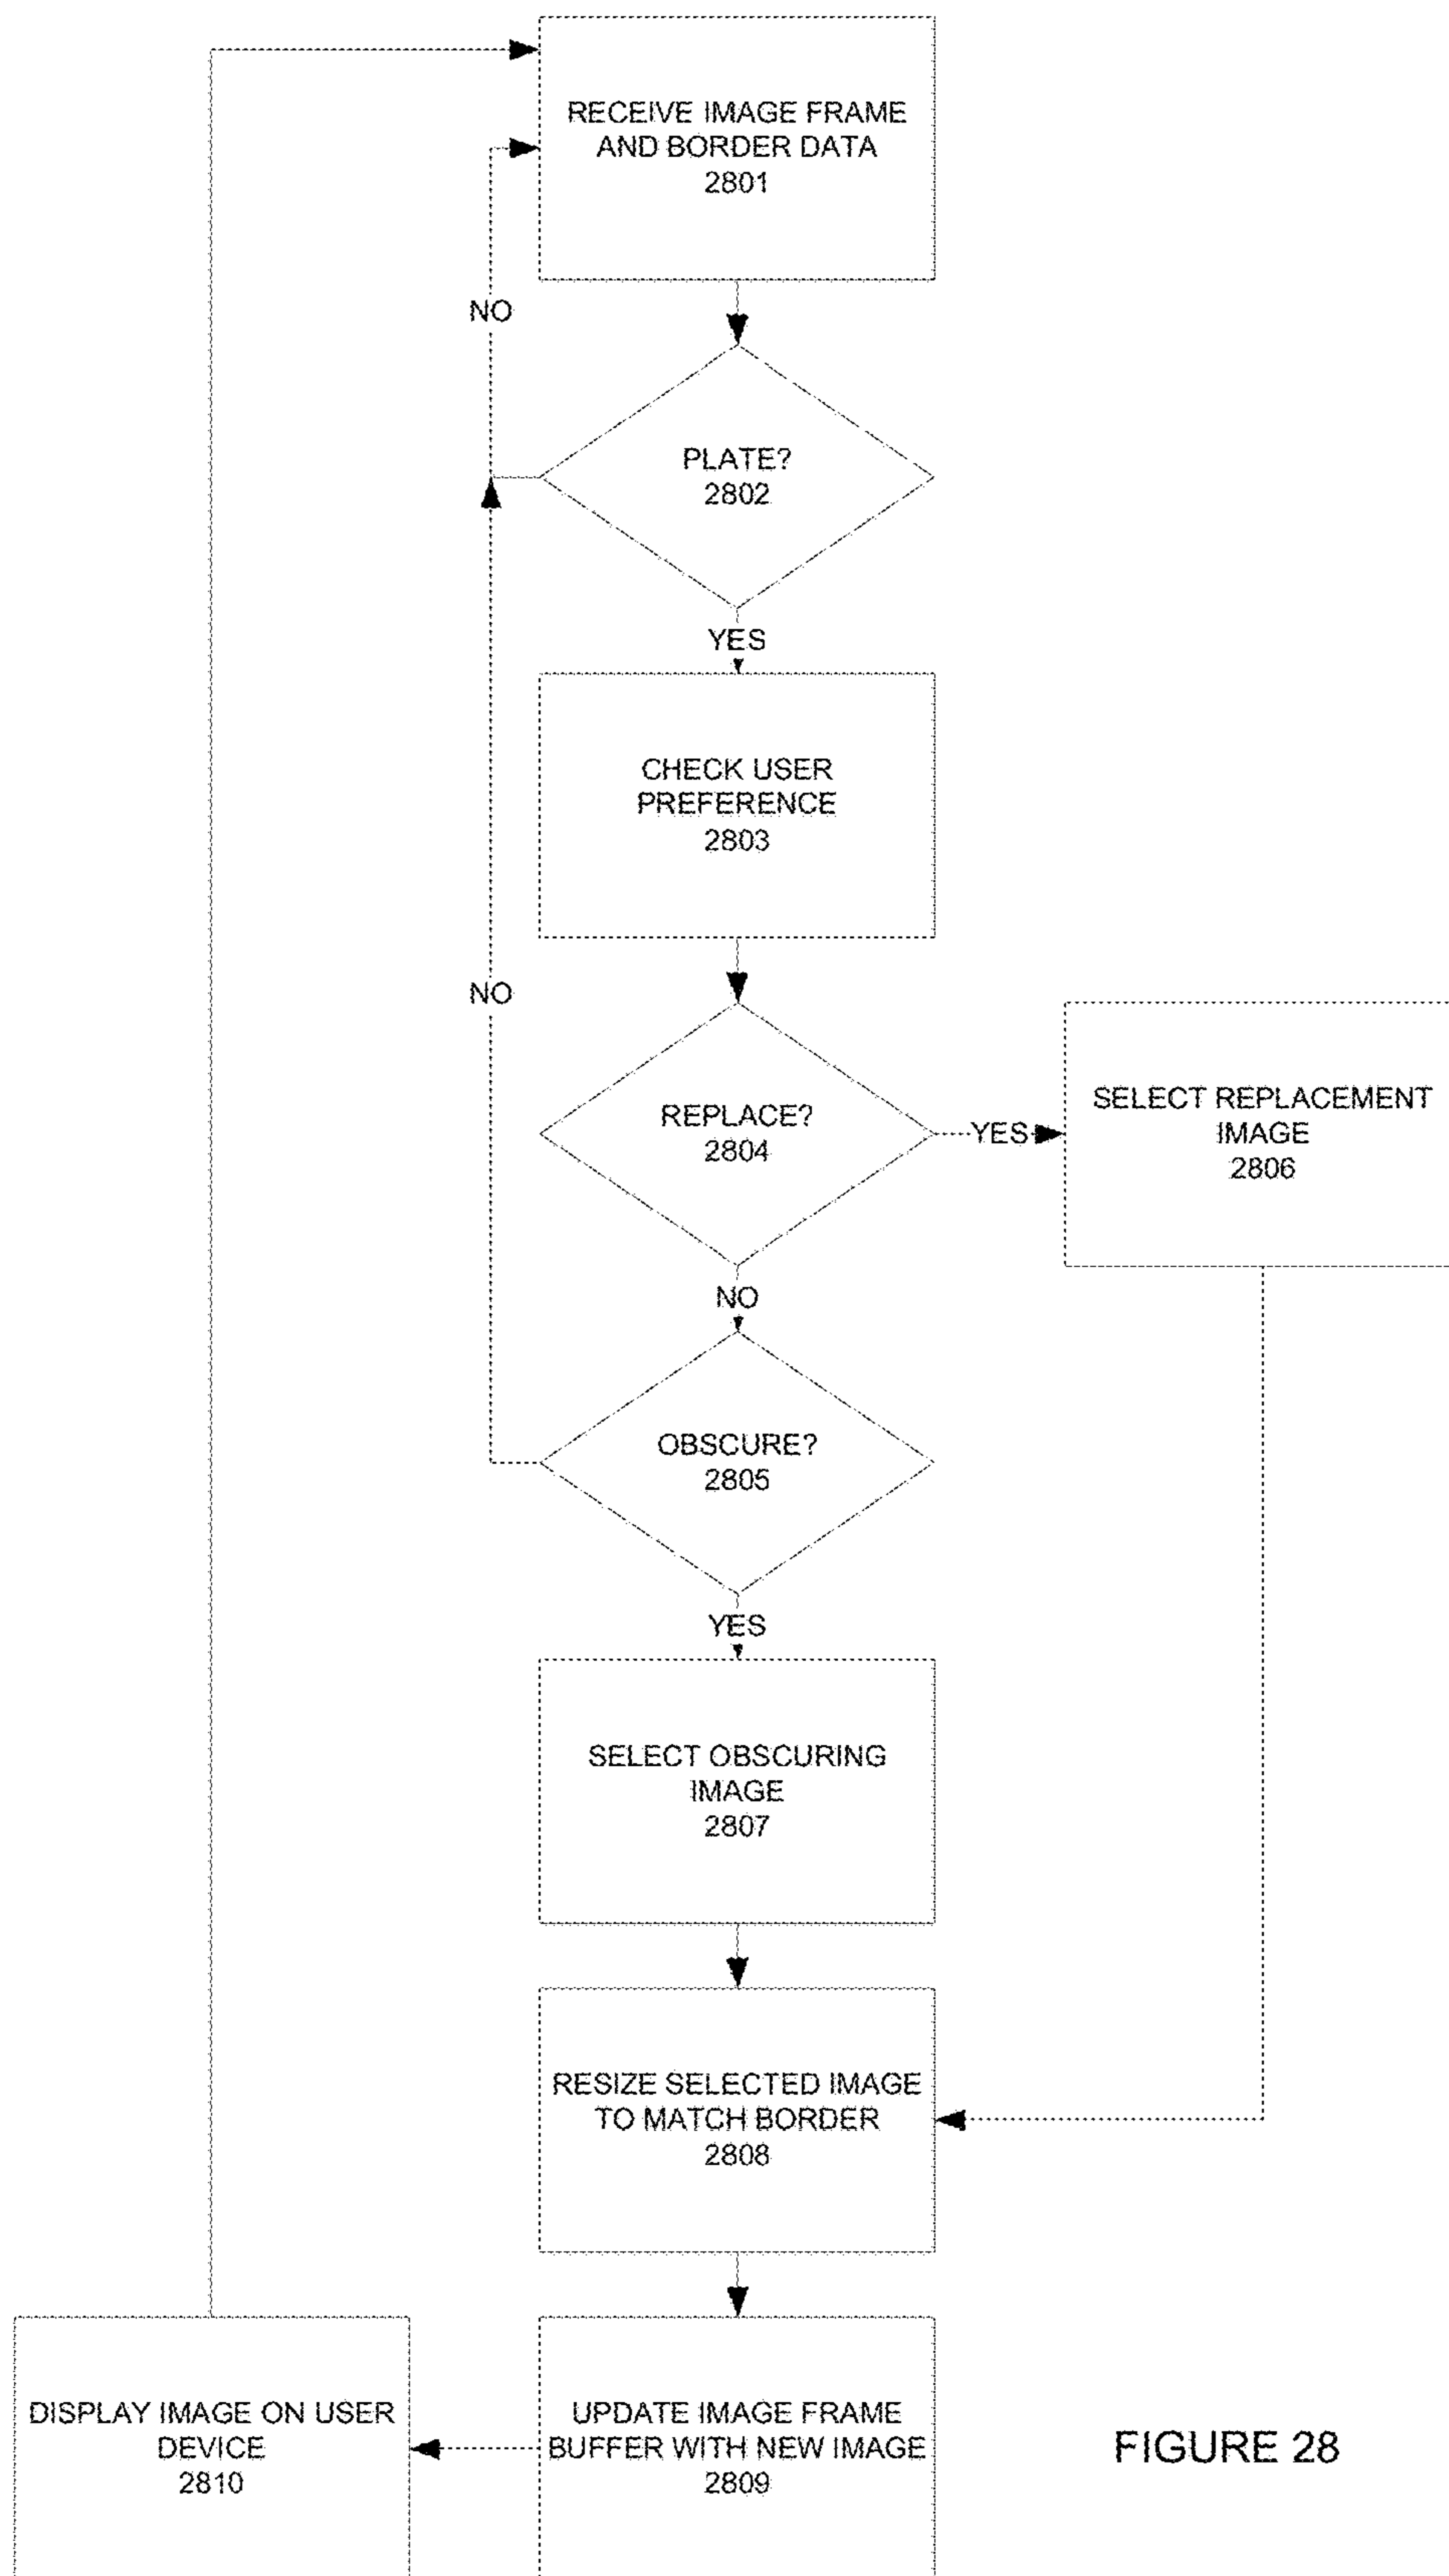 RECEIVE IMAGE FRAME
AND BORDER DATA
2801
NO
PLATE?
2802
YES
CHECK USER
PREFERENCE
2803
NO
REPLACE?
2804
YES
SELECT REPLACEMENT
IMAGE
2806
NO
OBSCURE?
2805
YES
SELECT OBSCURING
IMAGE
2807
RESIZE SELECTED IMAGE
TO MATCH BORDER
2808
DISPLAY IMAGE ON USER
DEVICE
2810
UPDATE IMAGE FRAME
BUFFER WITH NEW IMAGE
2809
FIGURE 28